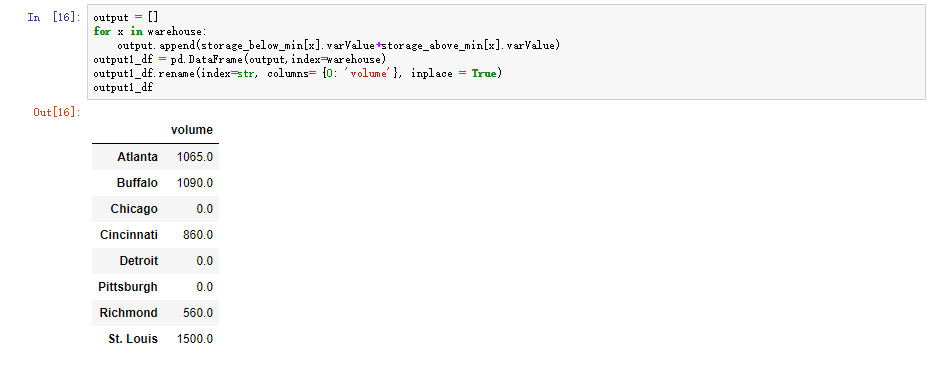 In [16]:
output = []
for x in warehouse:
    output.append(storage_below_min[x].varValue+storage_above_min[x].varValue)
output1_df = pd.DataFrame(output,index=warehouse)
output1_df.rename(index=str, columns= {0: 'volume'}, inplace = True)
output1_df
Out[16]:
volume
Atlanta 1065.0
Buffalo 1090.0
Chicago 0.0
Cincinnati 860.0
Detroit 0.0
Pittsburgh 0.0
Richmond 560.0
St. Louis 1500.0